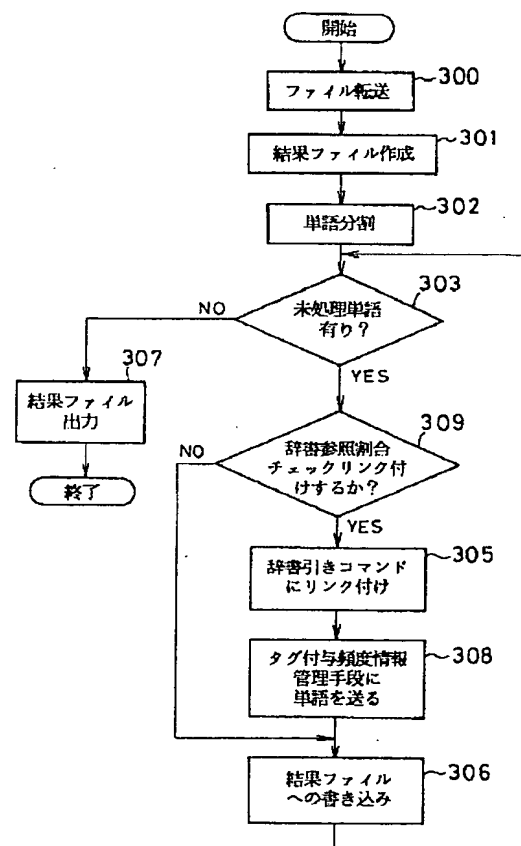 開始
300
ファイル転送
301
結果ファイル作成
302
単語分割
303
未処理単語
有り？
NO
YES
307
結果ファイル
出力
終了
309
辞書参照割合
チェックリンク付
けするか？
NO
YES
305
辞書引きコマンド
にリンク付け
308
タグ付与頻度情報
管理手段に
単語を送る
306
結果ファイル
への書き込み